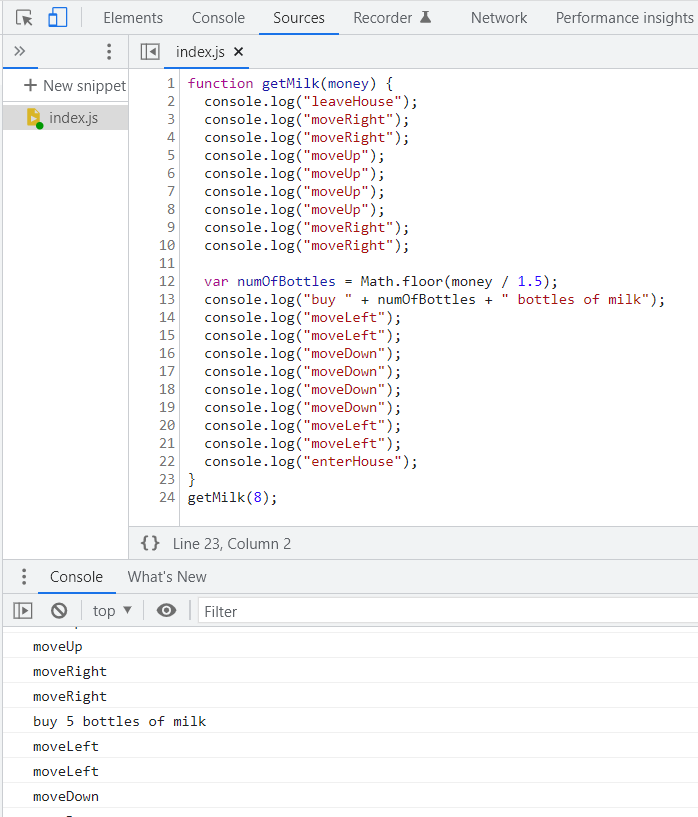 Elements Console Sources Recorder Network Performance insights
index.js ×
+ New snippet
index.js
1 function getMilk(money) {
2 console.log("leaveHouse");
3 console.log("moveRight");
4 console.log("moveRight");
5 console.log("moveUp");
6 console.log("moveUp");
7 console.log("moveUp");
8 console.log("moveUp");
9 console.log("moveRight");
10 console.log("moveRight");
11
12 var numOfBottles = Math.floor(money / 1.5);
13 console.log("buy " + numOfBottles + " bottles of milk");
14 console.log("moveLeft");
15 console.log("moveLeft");
16 console.log("moveDown");
17 console.log("moveDown");
18 console.log("moveDown");
19 console.log("moveDown");
20 console.log("moveLeft");
21 console.log("moveLeft");
22 console.log("enterHouse");
23 }
24 getMilk(8);
{} Line 23, Column 2
Console What's New
top ▼ Filter
moveUp
moveRight
moveRight
buy 5 bottles of milk
moveLeft
moveLeft
moveDown